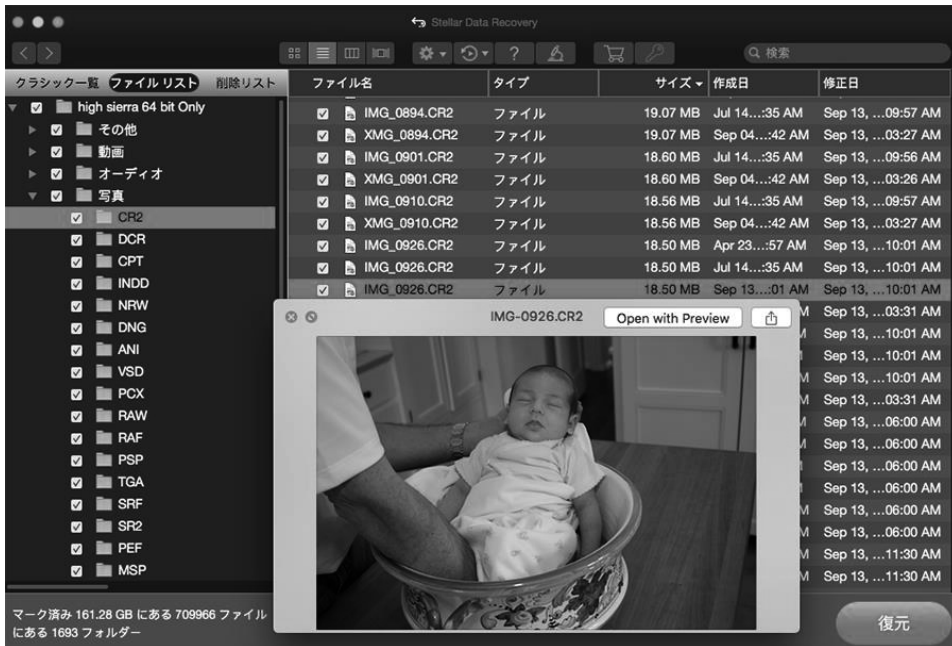 Stellar Data Recovery
検索
クラシック一覧 ファイルリスト 削除リスト
ファイル名 タイプ サイズ 作成日 修正日
high sierra 64 bit Only
その他
動画
オーディオ
写真
CR2
DCR
CPT
INDD
NRW
DNG
ANI
VSD
PCX
RAW
RAF
PSP
TGA
SRF
SR2
PEF
MSP
IMG_0894.CR2 ファイル 19.07 MB Jul 14...:35 AM Sep 13, ...09:57 AM
XMG_0894.CR2 ファイル 19.07 MB Sep 04...:42 AM Sep 13, ...03:27 AM
IMG_0901.CR2 ファイル 18.60 MB Jul 14...:35 AM Sep 13, ...09:56 AM
XMG_0901.CR2 ファイル 18.60 MB Sep 04...:42 AM Sep 13, ...03:26 AM
IMG_0910.CR2 ファイル 18.56 MB Jul 14...:35 AM Sep 13, ...09:57 AM
XMG_0910.CR2 ファイル 18.56 MB Sep 04...:42 AM Sep 13, ...03:27 AM
IMG_0926.CR2 ファイル 18.50 MB Apr 23...:57 AM Sep 13, ...10:01 AM
IMG_0926.CR2 ファイル 18.50 MB Jul 14...:35 AM Sep 13, ...10:01 AM
IMG_0926.CR2 ファイル 18.50 MB Sep 13...:01 AM Sep 13, ...10:01 AM
Sep 13, ...03:31 AM
Sep 13, ...10:01 AM
Sep 13, ...10:01 AM
Sep 13, ...03:31 AM
Sep 13, ...06:00 AM
Sep 13, ...06:00 AM
Sep 13, ...06:00 AM
Sep 13, ...06:00 AM
Sep 13, ...06:00 AM
Sep 13, ...06:00 AM
Sep 13, ...11:30 AM
Sep 13, ...11:30 AM
IMG-0926.CR2 Open with Preview
マーク済み 161.28 GB にある 709966 ファイル
にある 1693 フォルダー
復元